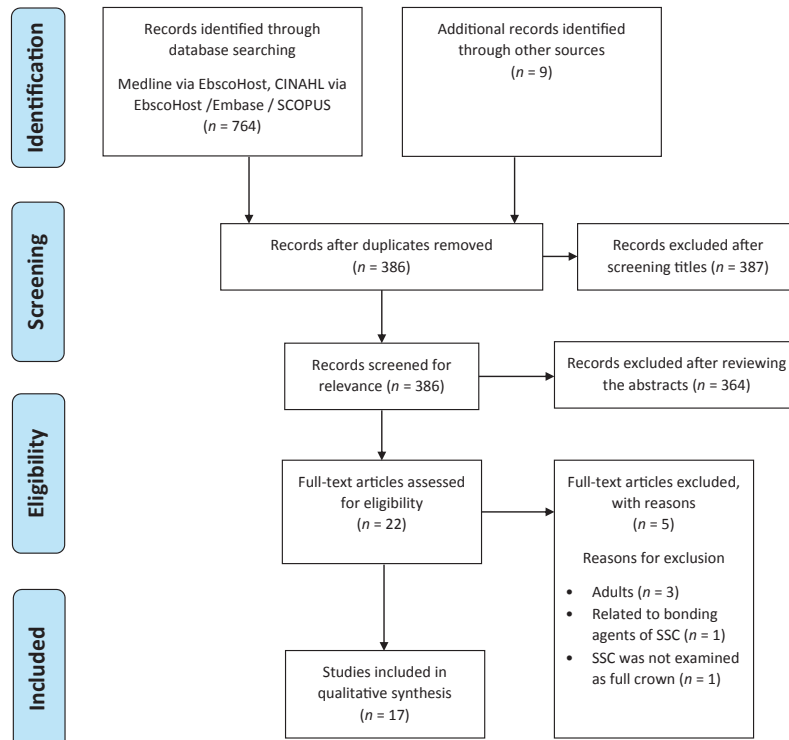 Identification
Records identified through
database searching
Medline via EbscoHost, CINAHL via
EbscoHost /Embase / SCOPUS
(n = 764)
Additional records identified
through other sources
(n = 9)
Screening
Records after duplicates removed
(n = 386)
Records excluded after
screening titles (n = 387)
Records screened for
relevance (n = 386)
Records excluded after reviewing
the abstracts (n = 364)
Eligibility
Full-text articles assessed
for eligibility
(n = 22)
Full-text articles excluded,
with reasons
(n = 5)
Reasons for exclusion
• Adults (n = 3)
• Related to bonding
agents of SSC (n = 1)
• SSC was not examined
as full crown (n = 1)
Included
Studies included in
qualitative synthesis
(n = 17)